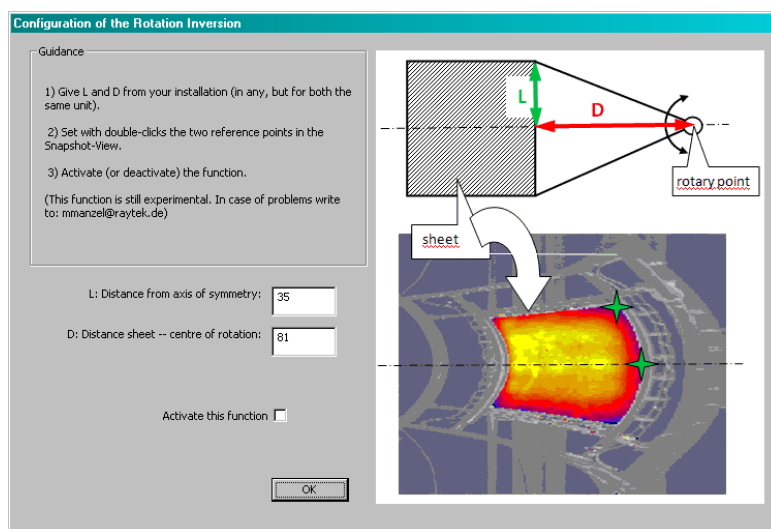 Configuration of the Rotation Inversion
Guidance
1) Give L and D from your installation (in any, but for both the
same unit).
2) Set with double-clicks the two reference points in the
Snapshot-View.
3) Activate (or deactivate) the function.
(This function is still experimental. In case of problems write
to: mmanzel@raytek.de)
L: Distance from axis of symmetry:
35
D: Distance sheet -- centre of rotation:
81
Activate this function
OK
L
D
rotary point
sheet